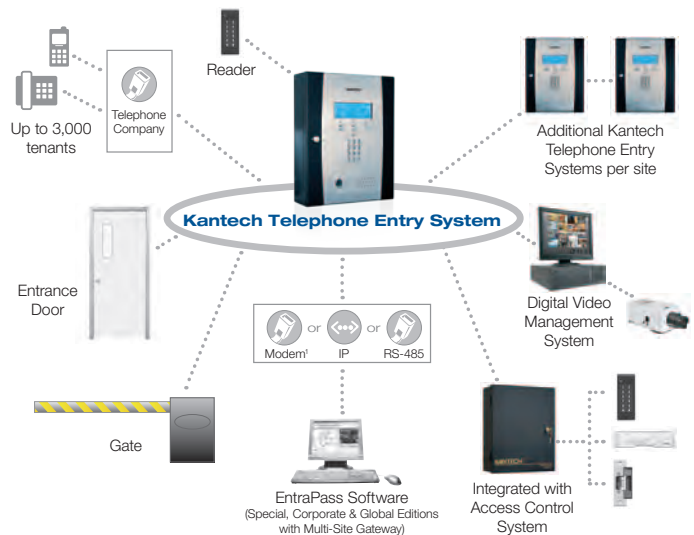 Reader
Telephone
Company
Up to 3,000
tenants
Additional Kantech
Telephone Entry
Systems per site
Kantech Telephone Entry System
Entrance
Door
Digital Video
Management
System
Modem¹ or IP or RS-485
Gate
KANTECH
EntraPass Software
(Special, Corporate & Global Editions
with Multi-Site Gateway)
Integrated with
Access Control
System